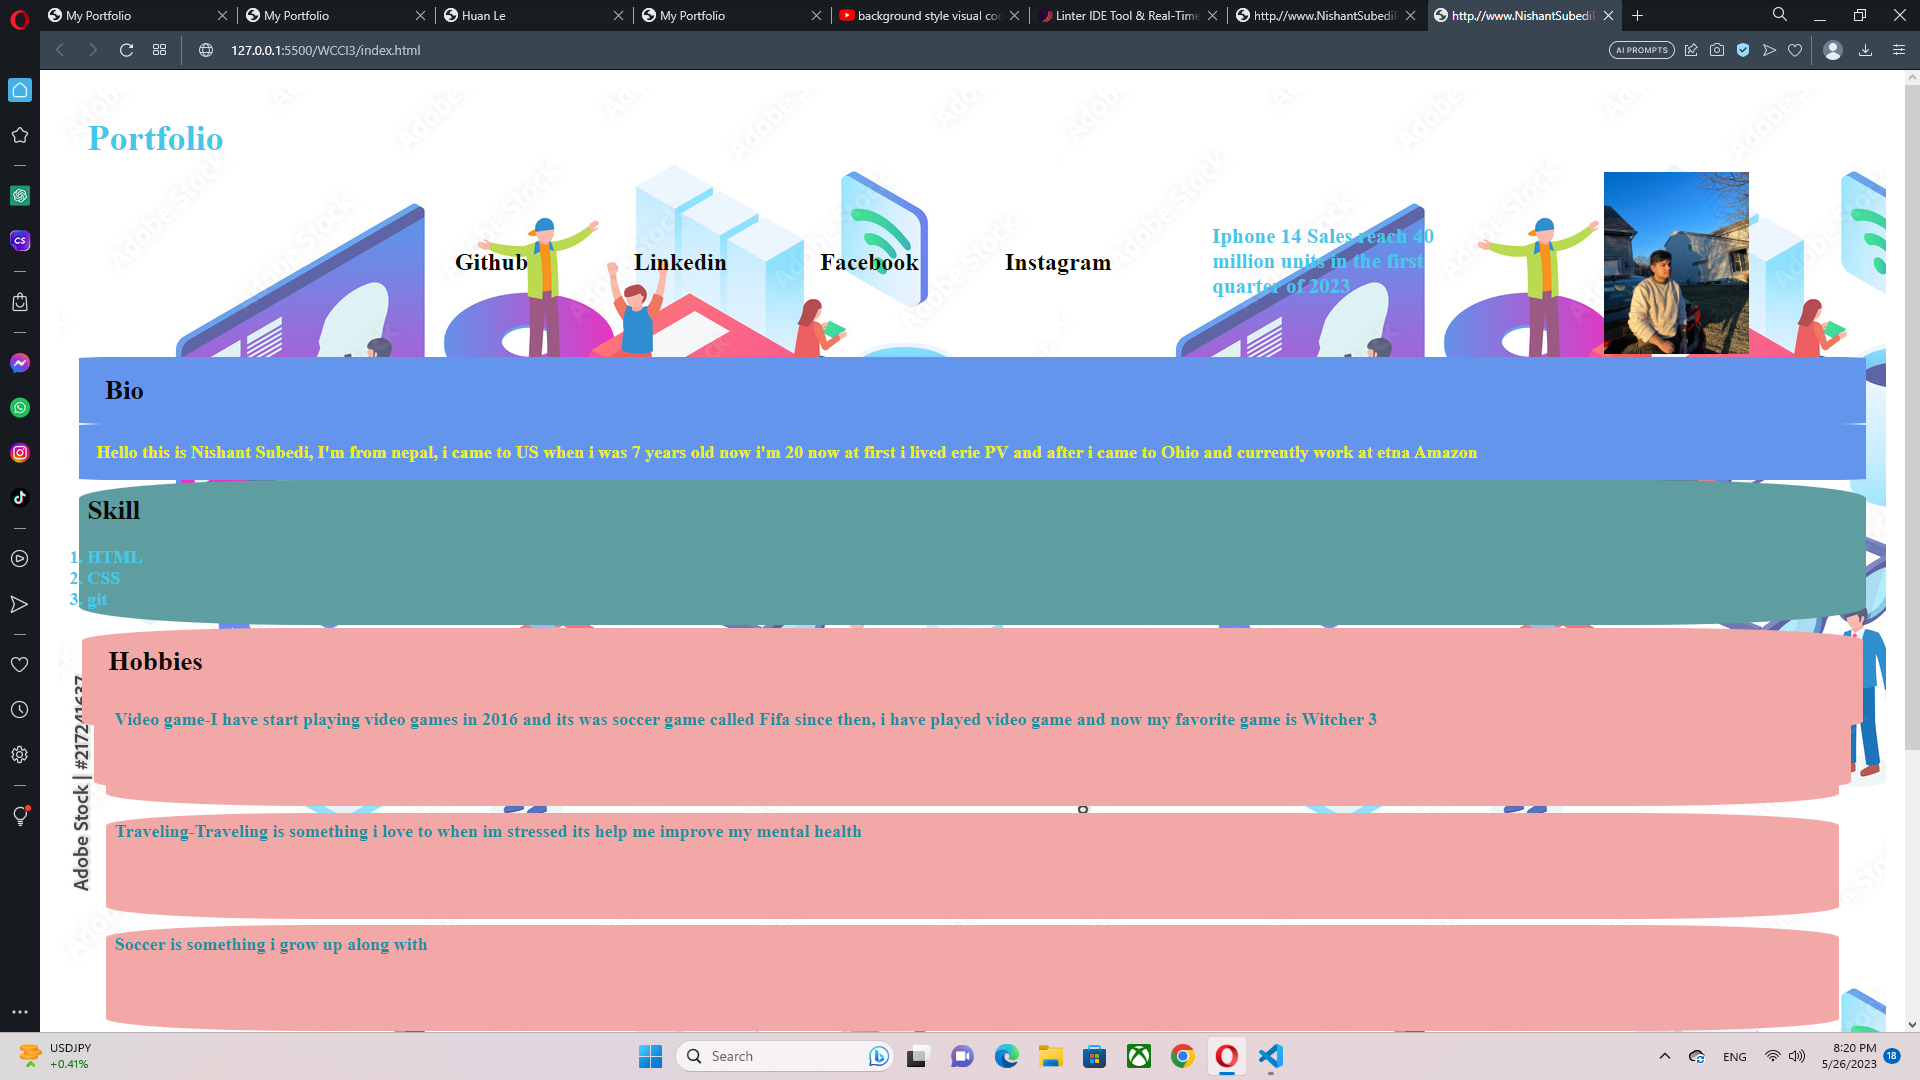 My Portfolio
My Portfolio
Huan Le
My Portfolio
background style visual coc
Linter IDE Tool & Real-Time
http://www.NishantSubediF
http://www.NishantSubediF
127.0.0.1:5500/WCCI3/index.html
AI PROMPTS
Portfolio
Github
Linkedin
Facebook
Instagram
Iphone 14 Sales reach 40
million units in the first
quarter of 2023
Bio
Hello this is Nishant Subedi, I'm from nepal, i came to US when i was 7 years old now i'm 20 now at first i lived erie PV and after i came to Ohio and currently work at etna Amazon
Skill
1. HTML
2. CSS
3. git
Hobbies
Video game-I have start playing video games in 2016 and its was soccer game called Fifa since then, i have played video game and now my favorite game is Witcher 3
Traveling-Traveling is something i love to when im stressed its help me improve my mental health
Soccer is something i grow up along with
Adobe Stock | #217241637
Adobe Stock
USDJPY
+0.41%
Search
ENG
8:20 PM
5/26/2023
18